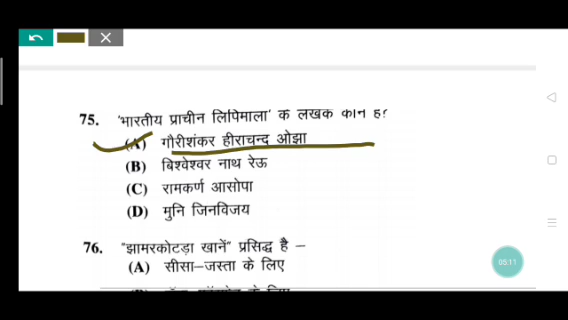 75. 'भारतीय प्राचीन लिपिमाला' के लेखक कौन है?
(A) गौरीशंकर हीराचन्द ओझा
(B) बिश्वेश्वर नाथ रेऊ
(C) रामकर्ण आसोपा
(D) मुनि जिनविजय
76. "झामरकोटड़ा खानें" प्रसिद्ध है –
(A) सीसा–जस्ता के लिए
05:11